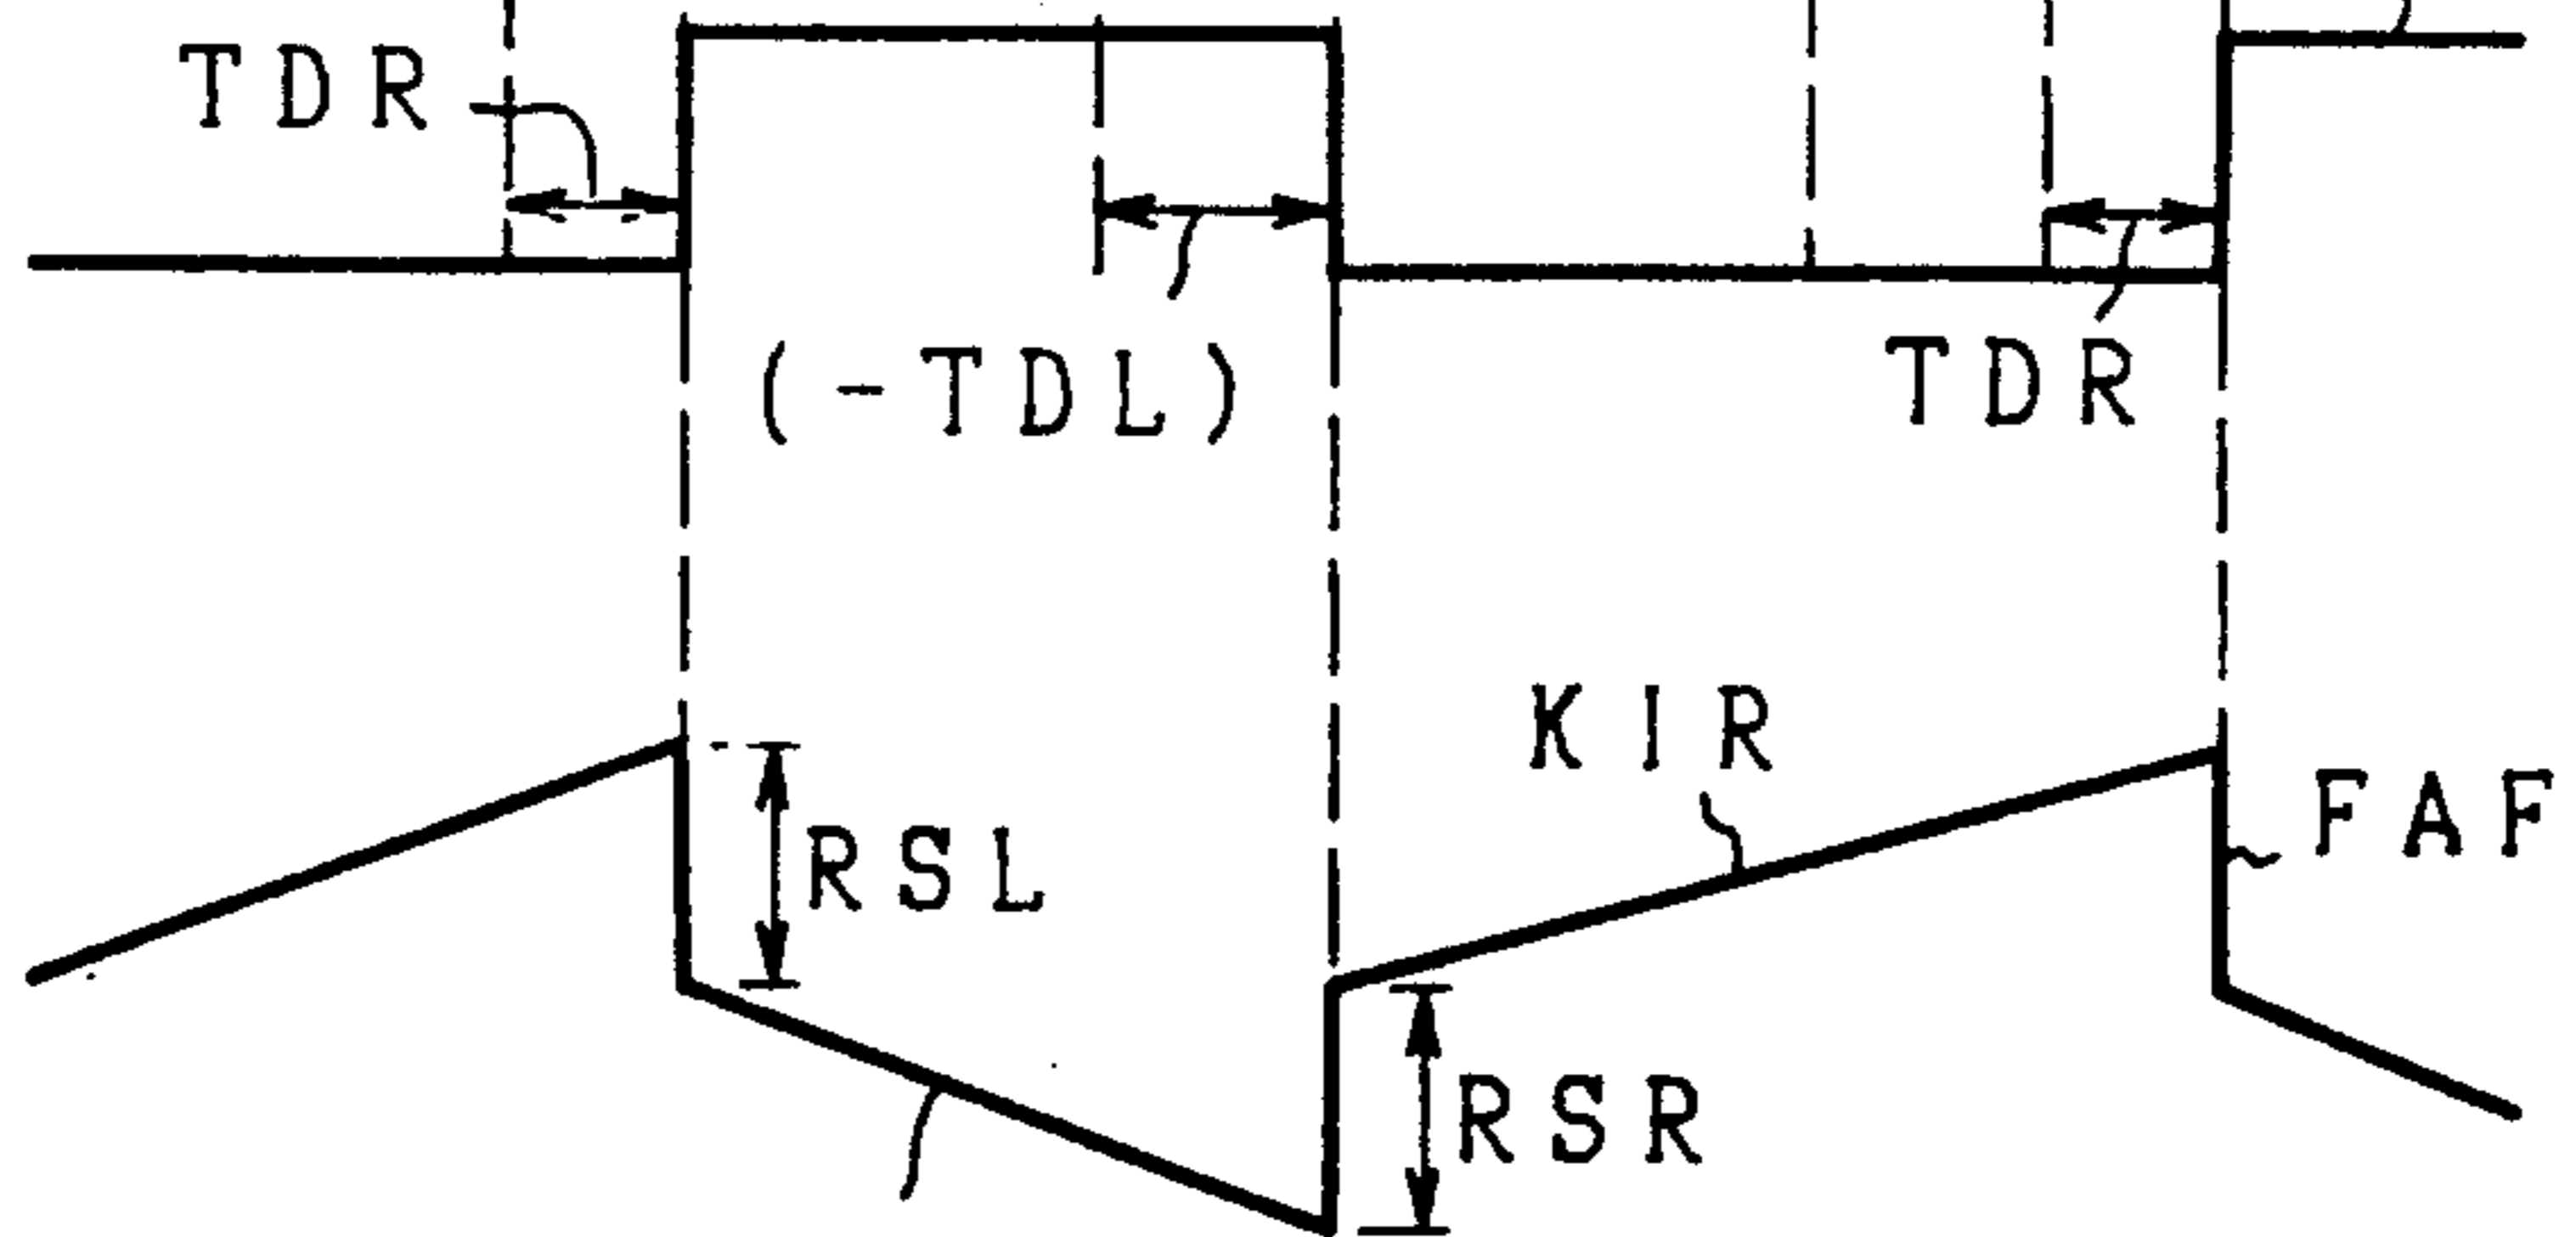 TDR
(-TDL)
TDR
KIR
FAF
RSL
RSR